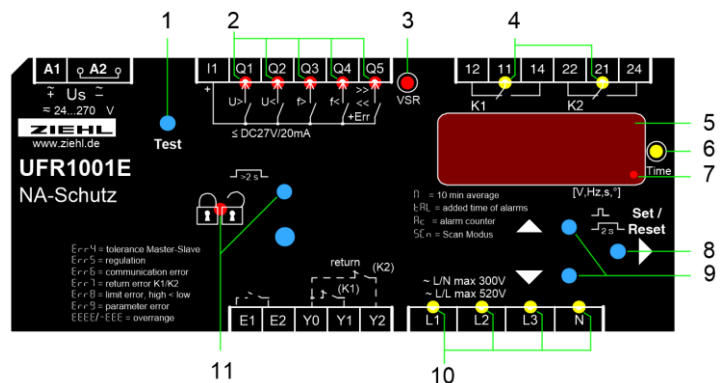 1 2 3 4
A1 A2
I1 Q1 Q2 Q3 Q4 Q5
12 11 14 22 21 24
+ Us ~
≂ 24...270 V
+ U> U< f> f< >> << +Err
VSR
K1 K2
≤ DC27V/20mA
ZIEHL
www.ziehl.de
Test
5
6
Time
7
UFR1001E
NA-Schutz
>2 s
[V,Hz,s,°]
n = 10 min average
tAL = added time of alarms
Ac = alarm counter
SCn = Scan Modus
2 s
Set /
Reset
8
9
Err4 = tolerance Master-Slave
Err5 = regulation
Err6 = communication error
Err7 = return error K1/K2
Err8 = limit error, high < low
Err9 = parameter error
EEEE/-EEE = overrange
return
(K2)
(K1)
~ L/N max 300V
~ L/L max 520V
E1 E2 Y0 Y1 Y2
L1 L2 L3 N
11 10